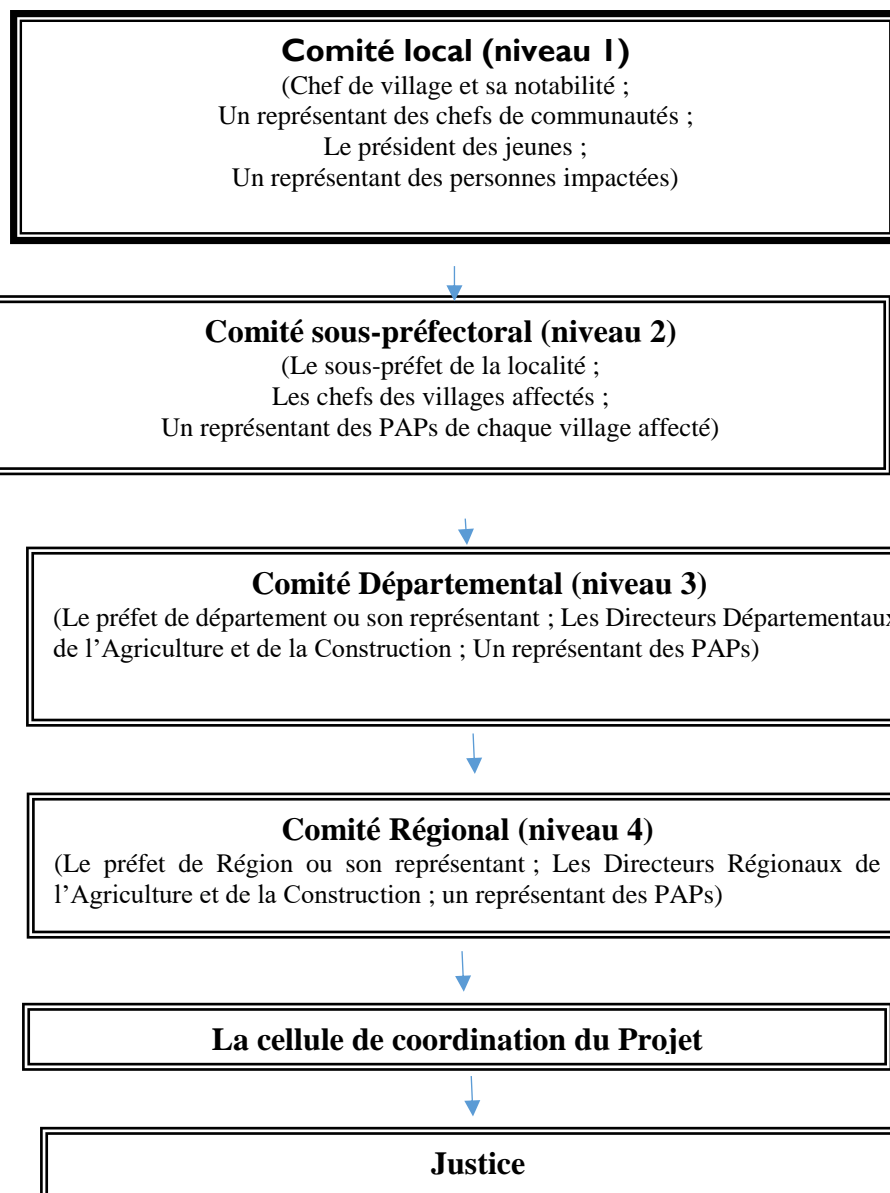 Comité local (niveau 1)
(Chef de village et sa notabilité ;
Un représentant des chefs de communautés ;
Le président des jeunes ;
Un représentant des personnes impactées)
Comité sous-préfectoral (niveau 2)
(Le sous-préfet de la localité ;
Les chefs des villages affectés ;
Un représentant des PAPs de chaque village affecté)
Comité Départemental (niveau 3)
(Le préfet de département ou son représentant ; Les Directeurs Départementaux
de l’Agriculture et de la Construction ; Un représentant des PAPs)
Comité Régional (niveau 4)
(Le préfet de Région ou son représentant ; Les Directeurs Régionaux de
l’Agriculture et de la Construction ; un représentant des PAPs)
La cellule de coordination du Projet
Justice